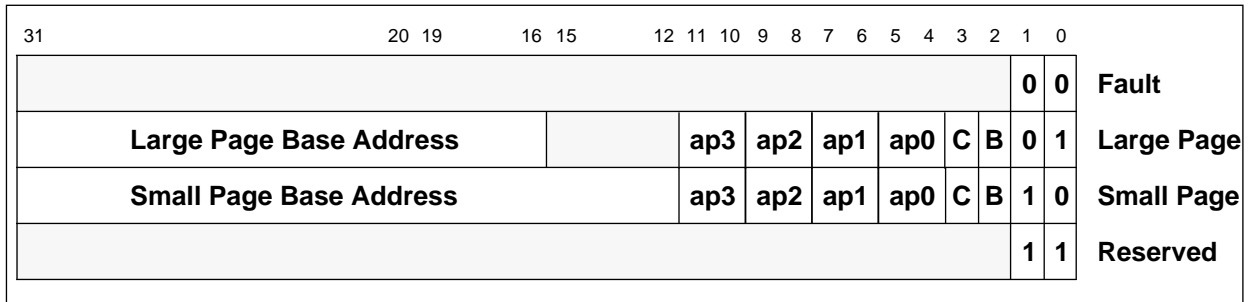 31 20 19 16 15 12 11 10 9 8 7 6 5 4 3 2 1 0
0 0 Fault
Large Page Base Address ap3 ap2 ap1 ap0 C B 0 1 Large Page
Small Page Base Address ap3 ap2 ap1 ap0 C B 1 0 Small Page
1 1 Reserved